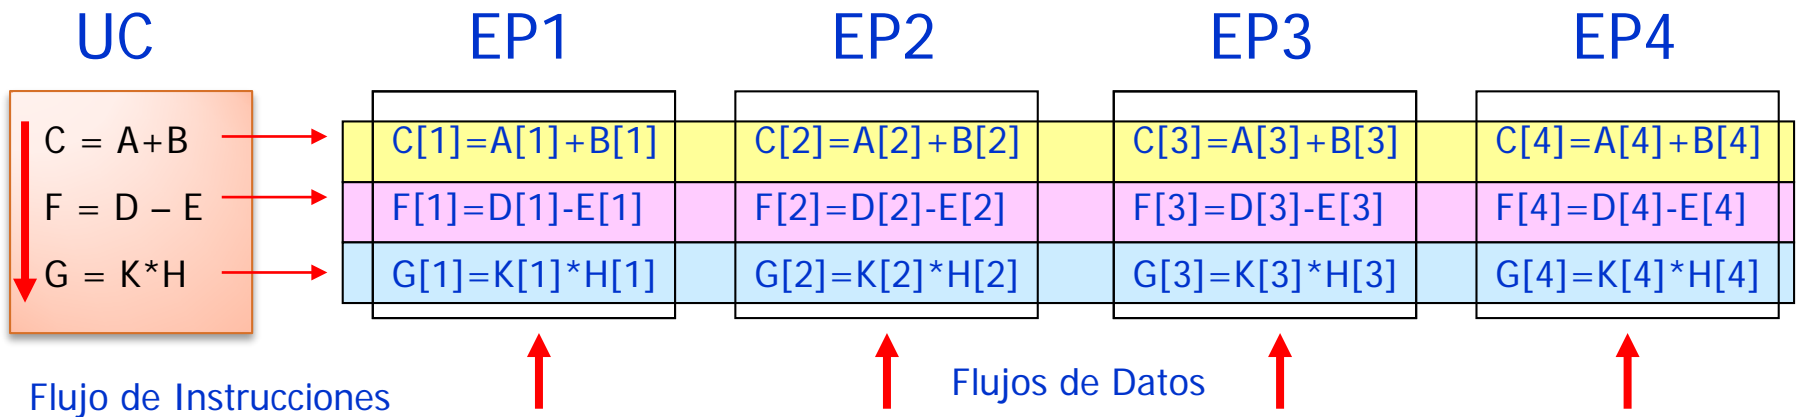 UC EP1 EP2 EP3 EP4
C = A+B C[1]=A[1]+B[1] C[2]=A[2]+B[2] C[3]=A[3]+B[3] C[4]=A[4]+B[4]
F = D – E F[1]=D[1]-E[1] F[2]=D[2]-E[2] F[3]=D[3]-E[3] F[4]=D[4]-E[4]
G = K*H G[1]=K[1]*H[1] G[2]=K[2]*H[2] G[3]=K[3]*H[3] G[4]=K[4]*H[4]
Flujo de Instrucciones Flujos de Datos